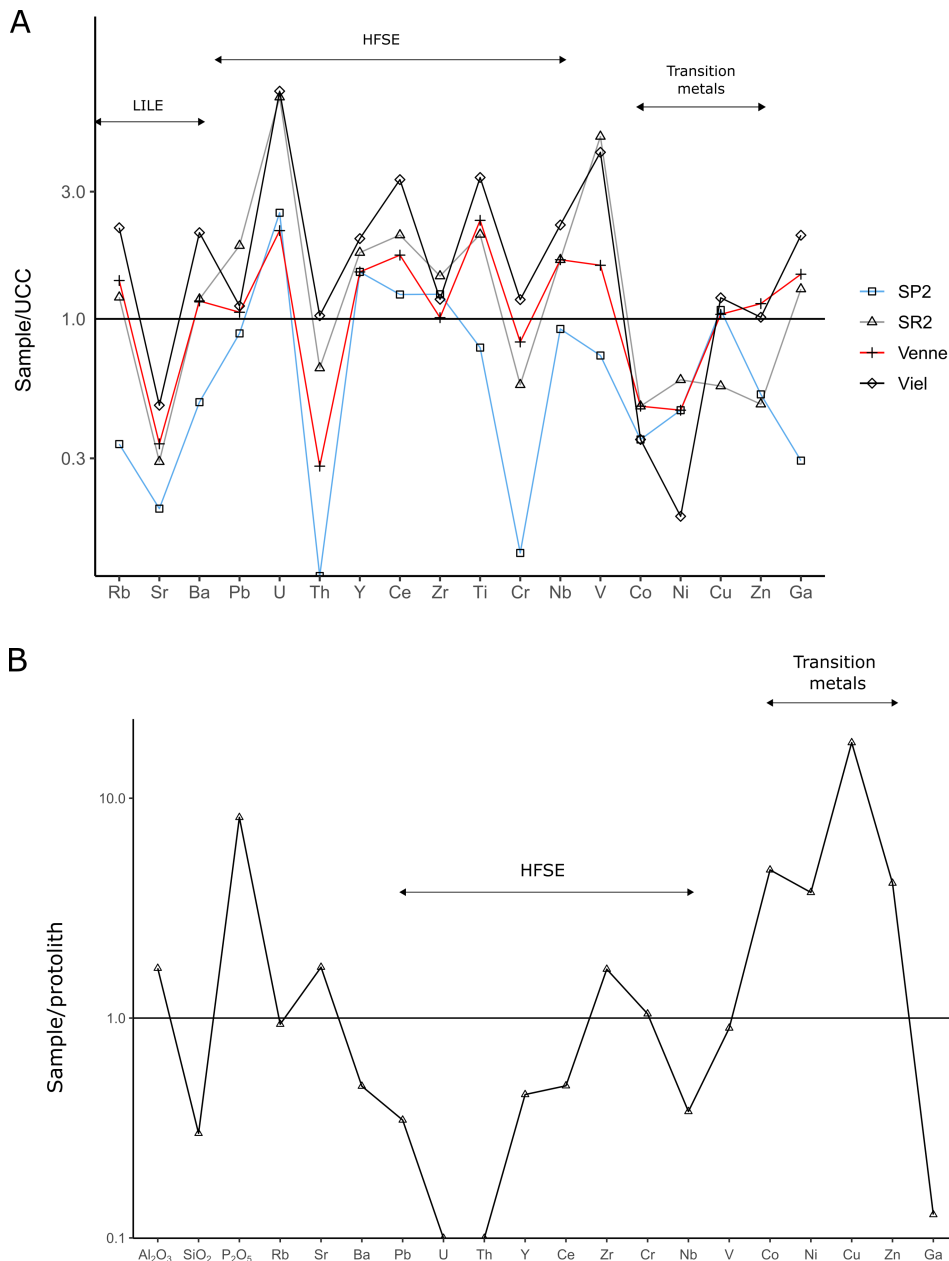 A
HFSE
Transition
metals
LILE
3.0
1.0
0.3
Sample/UCC
SP2
SR2
Venne
Viel
Rb Sr Ba Pb U Th Y Ce Zr Ti Cr Nb V Co Ni Cu Zn Ga
B
Transition
metals
10.0
HFSE
1.0
Sample/protolith
0.1
Al₂O₃ SiO₂ P₂O₅ Rb Sr Ba Pb U Th Y Ce Zr Cr Nb V Co Ni Cu Zn Ga